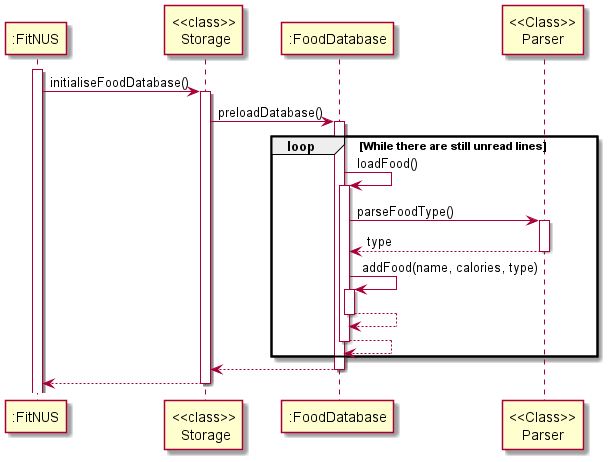 :FitNUS
<<class>>
Storage
:FoodDatabase
<<Class>>
Parser
initialiseFoodDatabase()
preloadDatabase()
loop
[While there are still unread lines]
loadFood()
parseFoodType()
type
addFood(name, calories, type)
:FitNUS
<<class>>
Storage
:FoodDatabase
<<Class>>
Parser